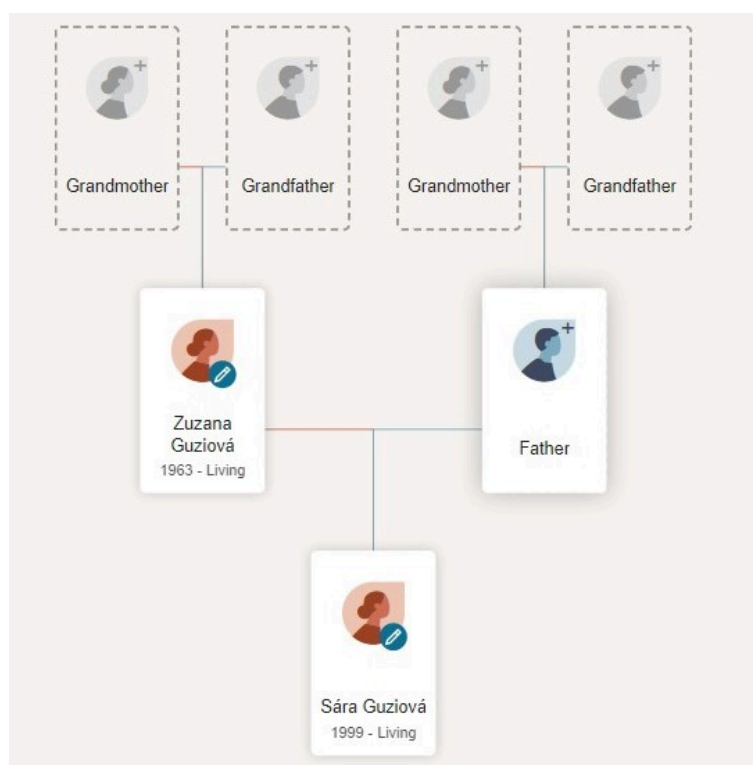 Grandmother
Grandfather
Grandmother
Grandfather
Zuzana
Guziová
1963 - Living
Father
Sára Guziová
1999 - Living